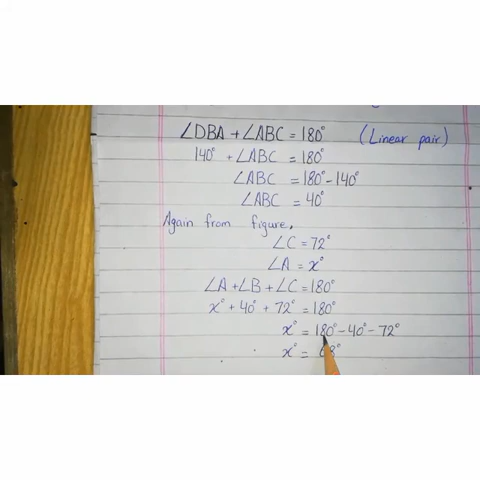 ∠DBA + ∠ABC = 180° (Linear pair)
140° + ∠ABC = 180°
∠ABC = 180° - 140°
∠ABC = 40°
Again from figure,
∠C = 72°
∠A = x°
∠A + ∠B + ∠C = 180°
x° + 40° + 72° = 180°
x° = 180° - 40° - 72°
x° = 68°